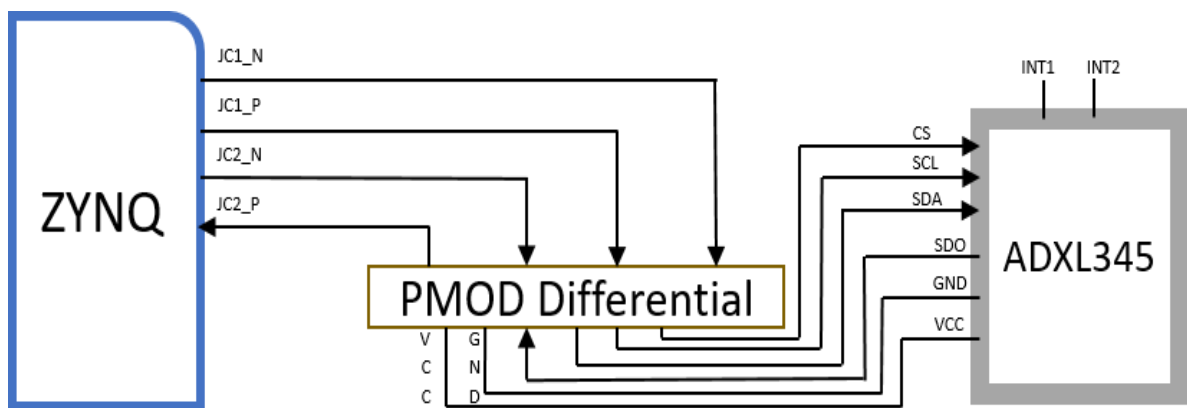 JC1_N
JC1_P
JC2_N
JC2_P
ZYNQ
PMOD Differential
V G
C N
C D
INT1 INT2
CS
SCL
SDA
SDO
GND
VCC
ADXL345